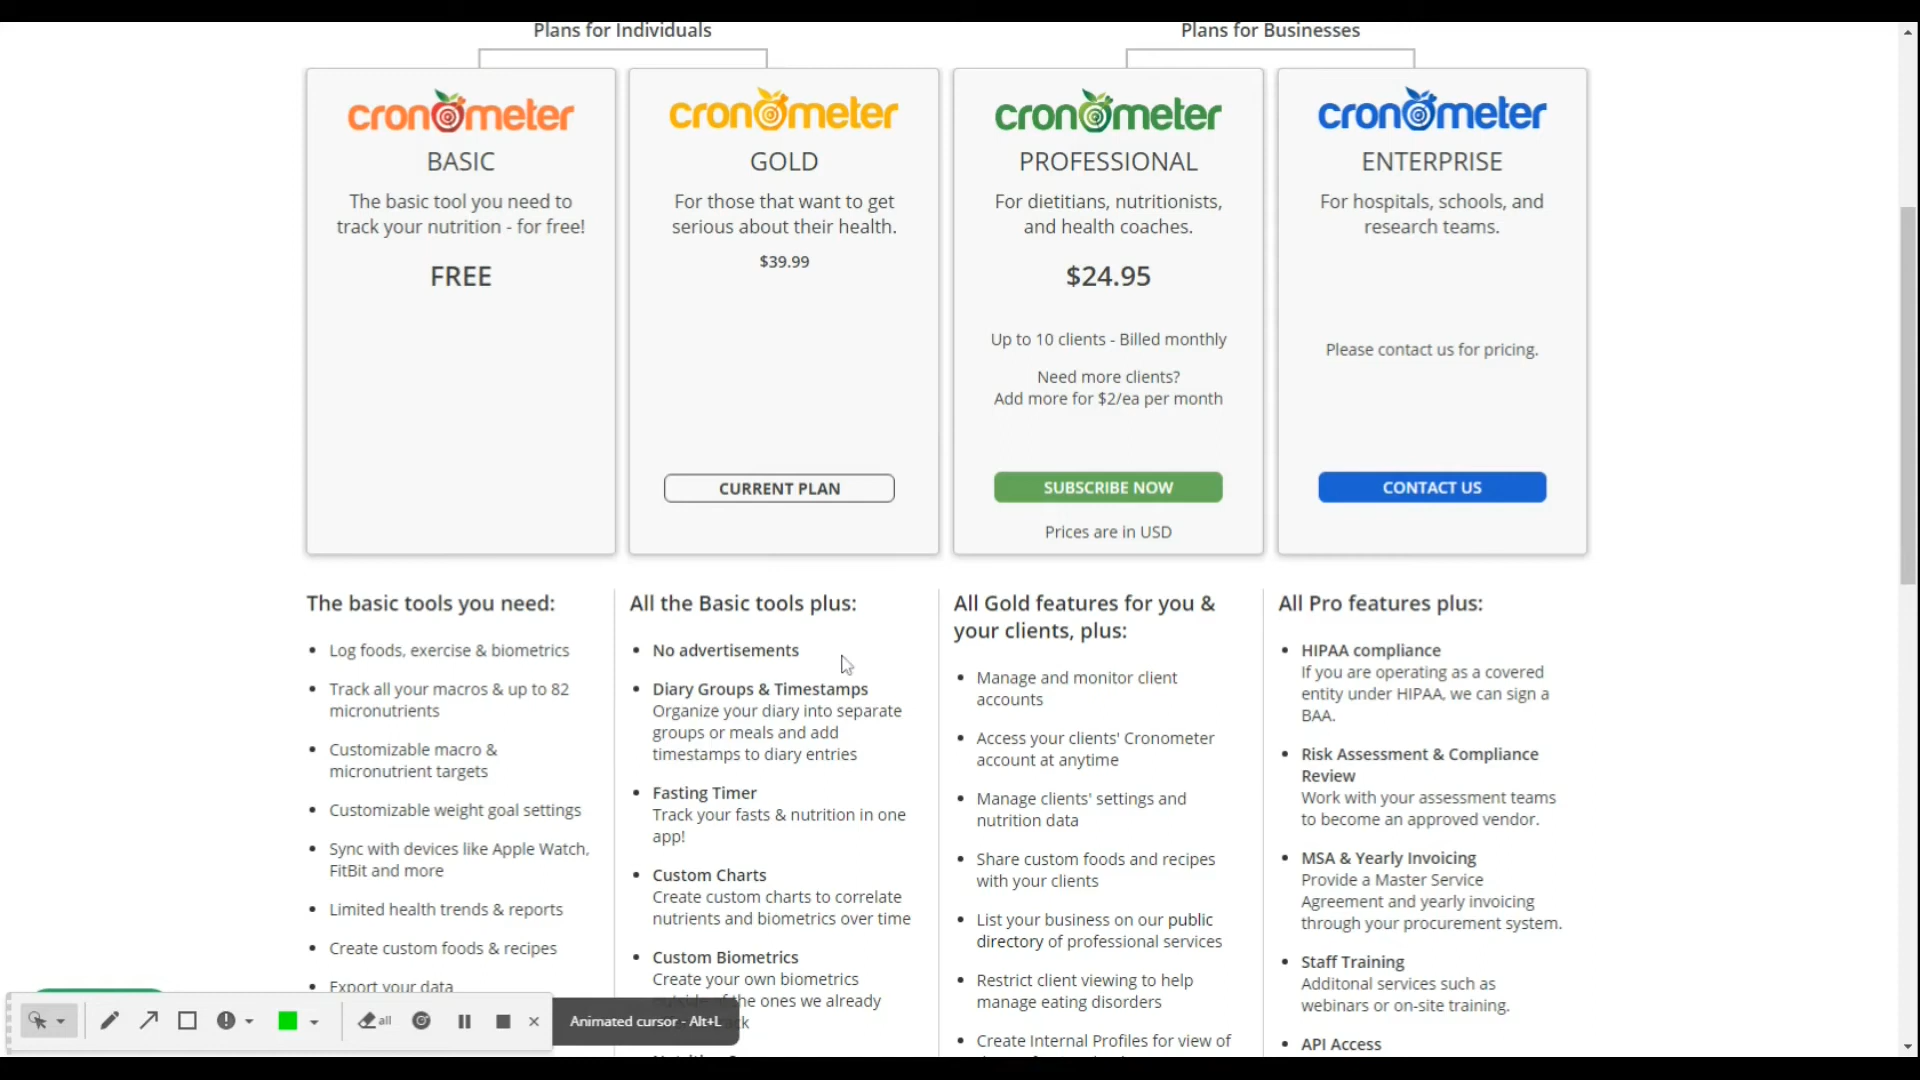 Plans for Individuals
Plans for Businesses
cronometer
BASIC
The basic tool you need to
track your nutrition - for free!
FREE
cronometer
GOLD
For those that want to get
serious about their health.
$39.99
CURRENT PLAN
cronometer
PROFESSIONAL
For dietitians, nutritionists,
and health coaches.
$24.95
Up to 10 clients - Billed monthly
Need more clients?
Add more for $2/ea per month
SUBSCRIBE NOW
Prices are in USD
cronometer
ENTERPRISE
For hospitals, schools, and
research teams.
Please contact us for pricing.
CONTACT US
The basic tools you need:
Log foods, exercise & biometrics
Track all your macros & up to 82
micronutrients
Customizable macro &
micronutrient targets
Customizable weight goal settings
Sync with devices like Apple Watch,
FitBit and more
Limited health trends & reports
Create custom foods & recipes
Export your data
All the Basic tools plus:
No advertisements
Diary Groups & Timestamps
Organize your diary into separate
groups or meals and add
timestamps to diary entries
Fasting Timer
Track your fasts & nutrition in one
app!
Custom Charts
Create custom charts to correlate
nutrients and biometrics over time
Custom Biometrics
Create your own biometrics
the ones we already
All Gold features for you &
your clients, plus:
Manage and monitor client
accounts
Access your clients' Cronometer
account at anytime
Manage clients' settings and
nutrition data
Share custom foods and recipes
with your clients
List your business on our public
directory of professional services
Restrict client viewing to help
manage eating disorders
Create Internal Profiles for view of
All Pro features plus:
HIPAA compliance
If you are operating as a covered
entity under HIPAA, we can sign a
BAA.
Risk Assessment & Compliance
Review
Work with your assessment teams
to become an approved vendor.
MSA & Yearly Invoicing
Provide a Master Service
Agreement and yearly invoicing
through your procurement system.
Staff Training
Additonal services such as
webinars or on-site training.
API Access
all
Animated cursor - Alt+L